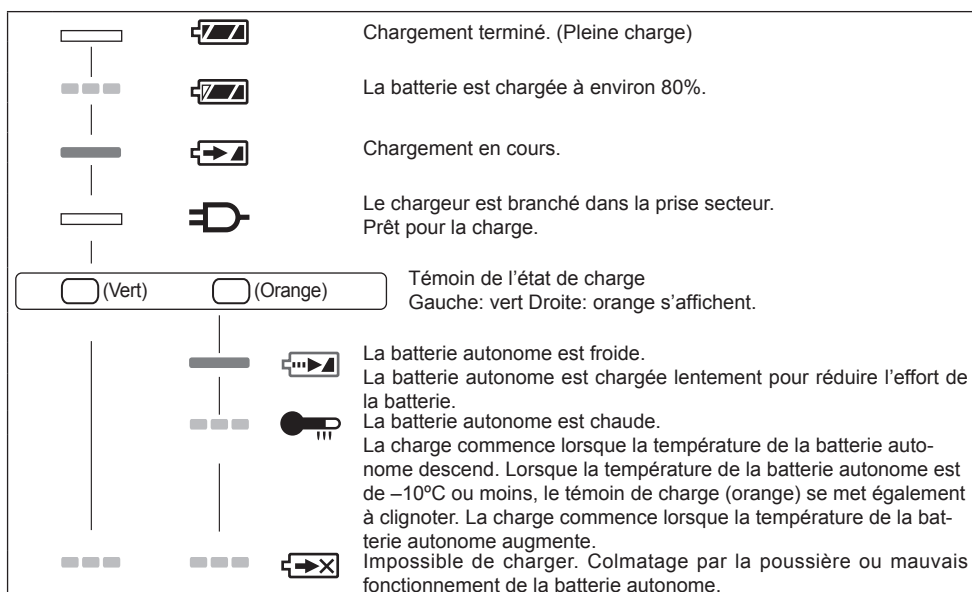 Chargement terminé. (Pleine charge)
La batterie est chargée à environ 80%.
Chargement en cours.
Le chargeur est branché dans la prise secteur.
Prêt pour la charge.
(Vert) (Orange)
Témoin de l’état de charge
Gauche: vert Droite: orange s’affichent.
La batterie autonome est froide.
La batterie autonome est chargée lentement pour réduire l’effort de
la batterie.
La batterie autonome est chaude.
La charge commence lorsque la température de la batterie auto-
nome descend. Lorsque la température de la batterie autonome est
de –10ºC ou moins, le témoin de charge (orange) se met également
à clignoter. La charge commence lorsque la température de la bat-
terie autonome augmente.
Impossible de charger. Colmatage par la poussière ou mauvais
fonctionnement de la batterie autonome.